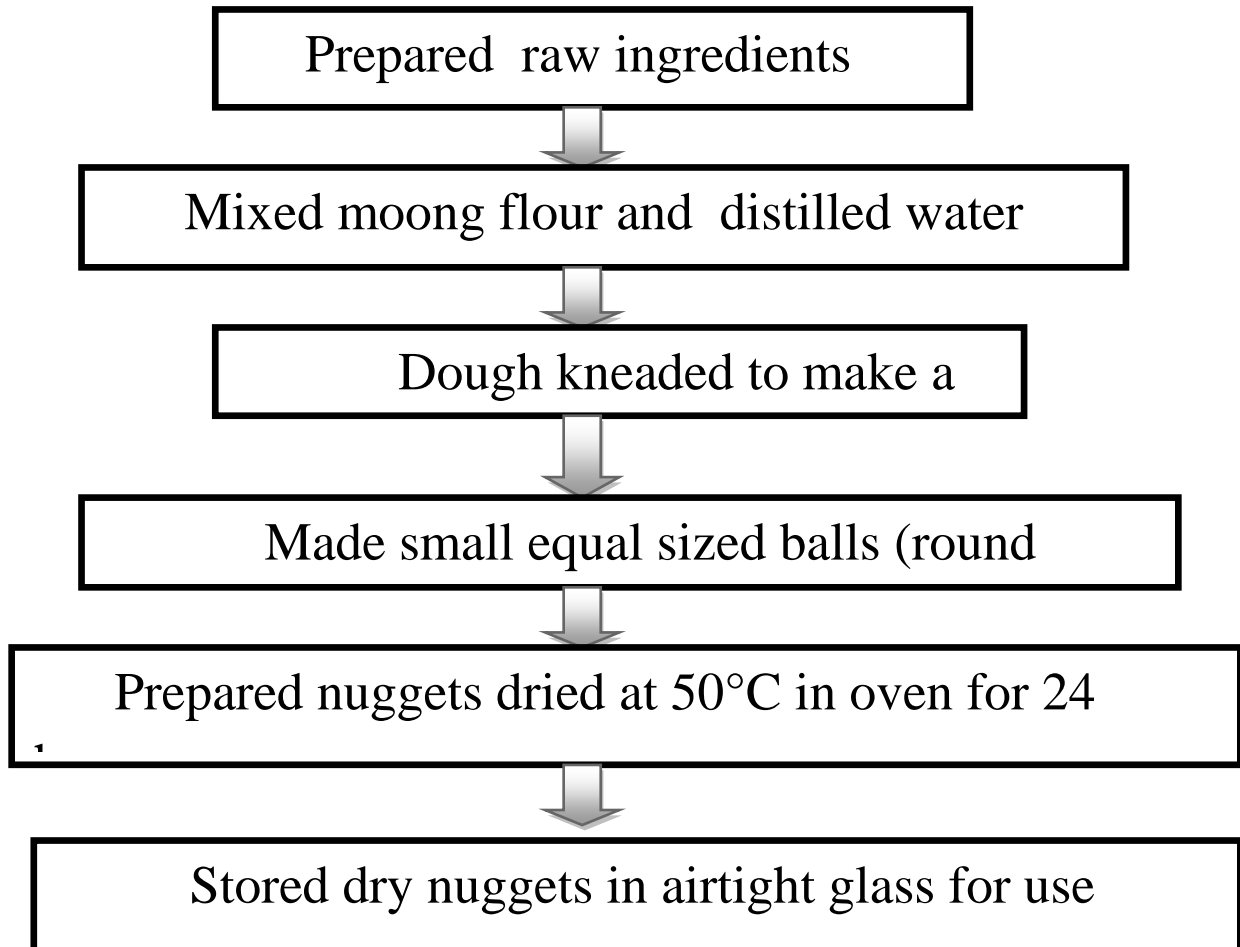 Prepared raw ingredients
Mixed moong flour and distilled water
Dough kneaded to make a
Made small equal sized balls (round
Prepared nuggets dried at 50°C in oven for 24
Stored dry nuggets in airtight glass for use